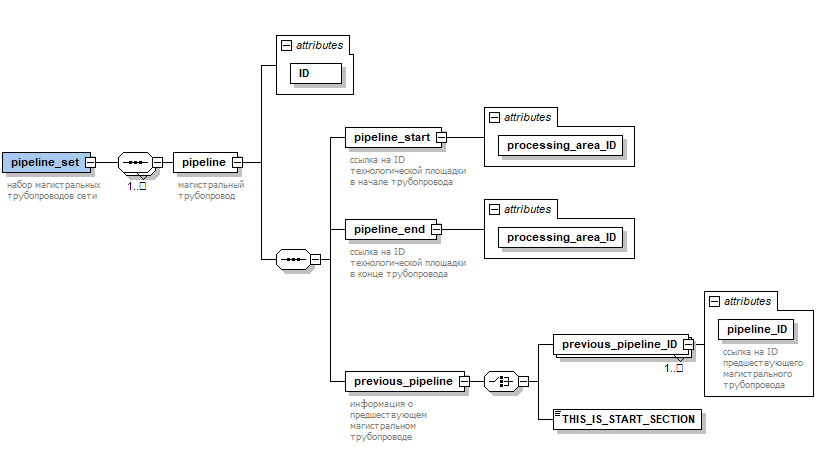 attributes
ID
pipeline_set
набор магистральных
трубопроводов сети
1..□
pipeline
магистральный
трубопровод
pipeline_start
ссылка на ID
технологической площадки
в начале трубопровода
attributes
processing_area_ID
pipeline_end
ссылка на ID
технологической площадки
в конце трубопровода
attributes
processing_area_ID
previous_pipeline
информация о
предшествующем
магистральном
трубопроводе
previous_pipeline_ID
1..□
attributes
pipeline_ID
ссылка на ID
предшествующего
магистрального
трубопровода
THIS_IS_START_SECTION